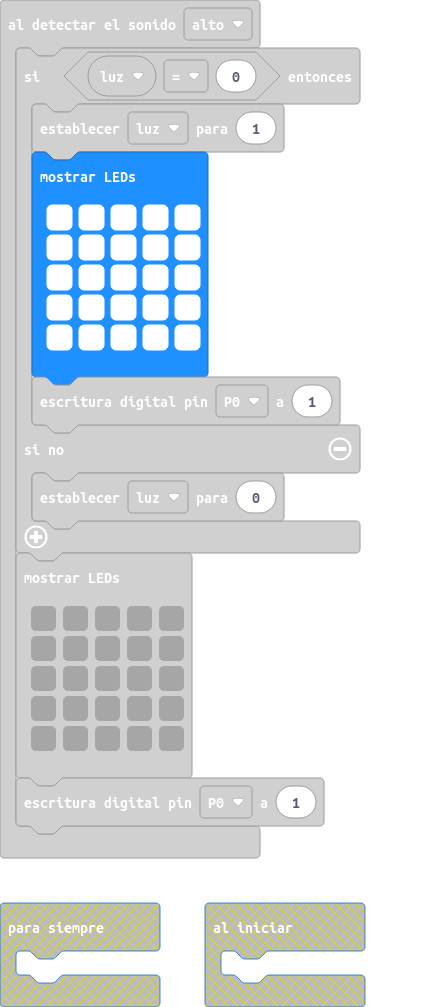 al detectar el sonido alto
si luz = 0 entonces
establecer luz para 1
mostrar LEDs
escritura digital pin P0 a 1
si no
establecer luz para 0
mostrar LEDs
escritura digital pin P0 a 1
para siempre al iniciar